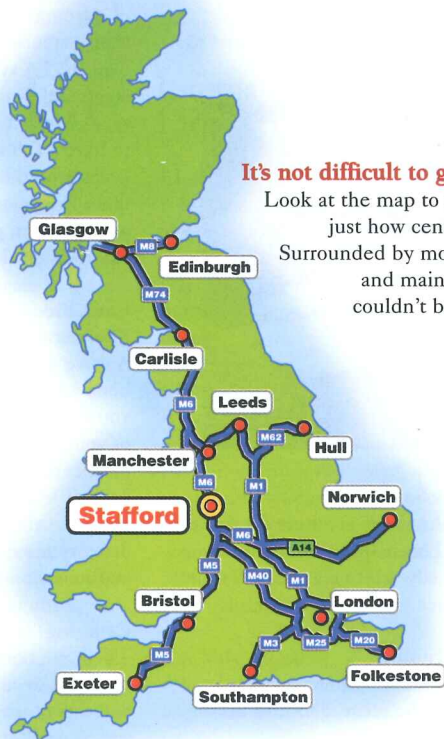 It's not difficult to g
Look at the map to
just how cen
Surrounded by mo
and main
couldn't b
Glasgow
M8
Edinburgh
M74
Carlisle
M6
Leeds
M62
Hull
Manchester
M1
M6
Stafford
Norwich
M6
A14
M5
M40
M1
Bristol
London
M5
M3
M25
M20
Exeter
Southampton
Folkestone